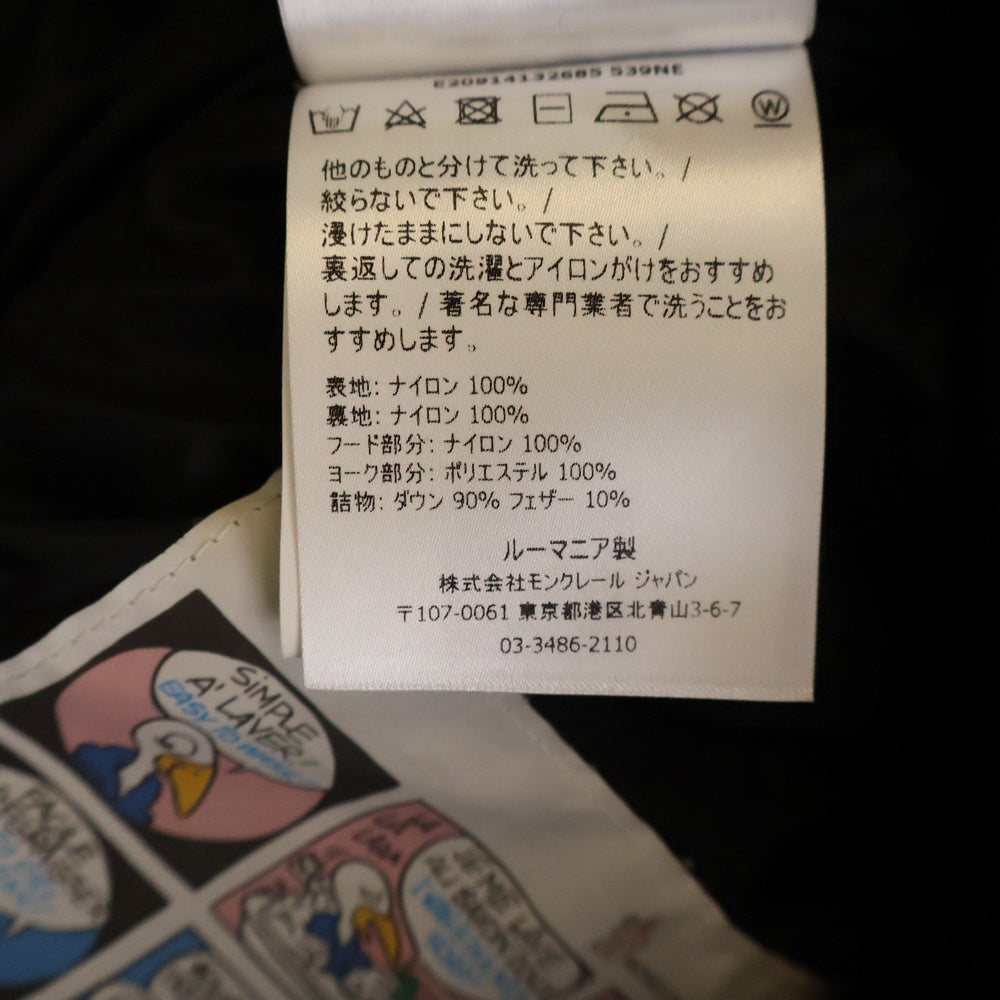 E20914132685 539NE
W
他のものと分けて洗って下さい。/
絞らないで下さい。/
浸けたままにしないで下さい。/
裏返しての洗濯とアイロンがけをおすすめ
します。/ 著名な専門業者で洗うことをお
すすめします。
表地: ナイロン 100%
裏地: ナイロン 100%
フード部分: ナイロン 100%
ヨーク部分: ポリエステル 100%
詰物: ダウン 90% フェザー 10%
ルーマニア製
株式会社モンクレール ジャパン
〒107-0061 東京都港区北青山3-6-7
03-3486-2110
SIMPLE
A' LAVER!
EASY TO
FACILE
JE ME LAVE
AU SAVON